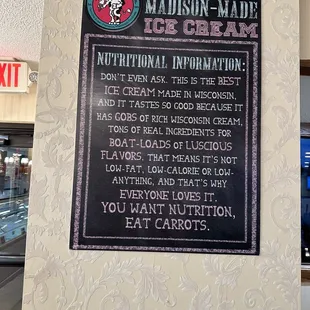 MADISON-MADE
ICE CREAM
EXIT
NUTRITIONAL INFORMATION:
DON'T EVEN ASK. THIS IS THE BEST
ICE CREAM MADE IN WISCONSIN,
AND IT TASTES SO GOOD BECAUSE IT
HAS GOBS OF RICH WISCONSIN CREAM,
TONS OF REAL INGREDIENTS FOR
BOAT-LOADS OF LUSCIOUS
FLAVORS. THAT MEANS IT'S NOT
LOW-FAT, LOW-CALORIE OR LOW-
ANYTHING, AND THAT'S WHY
EVERYONE LOVES IT.
YOU WANT NUTRITION,
EAT CARROTS.